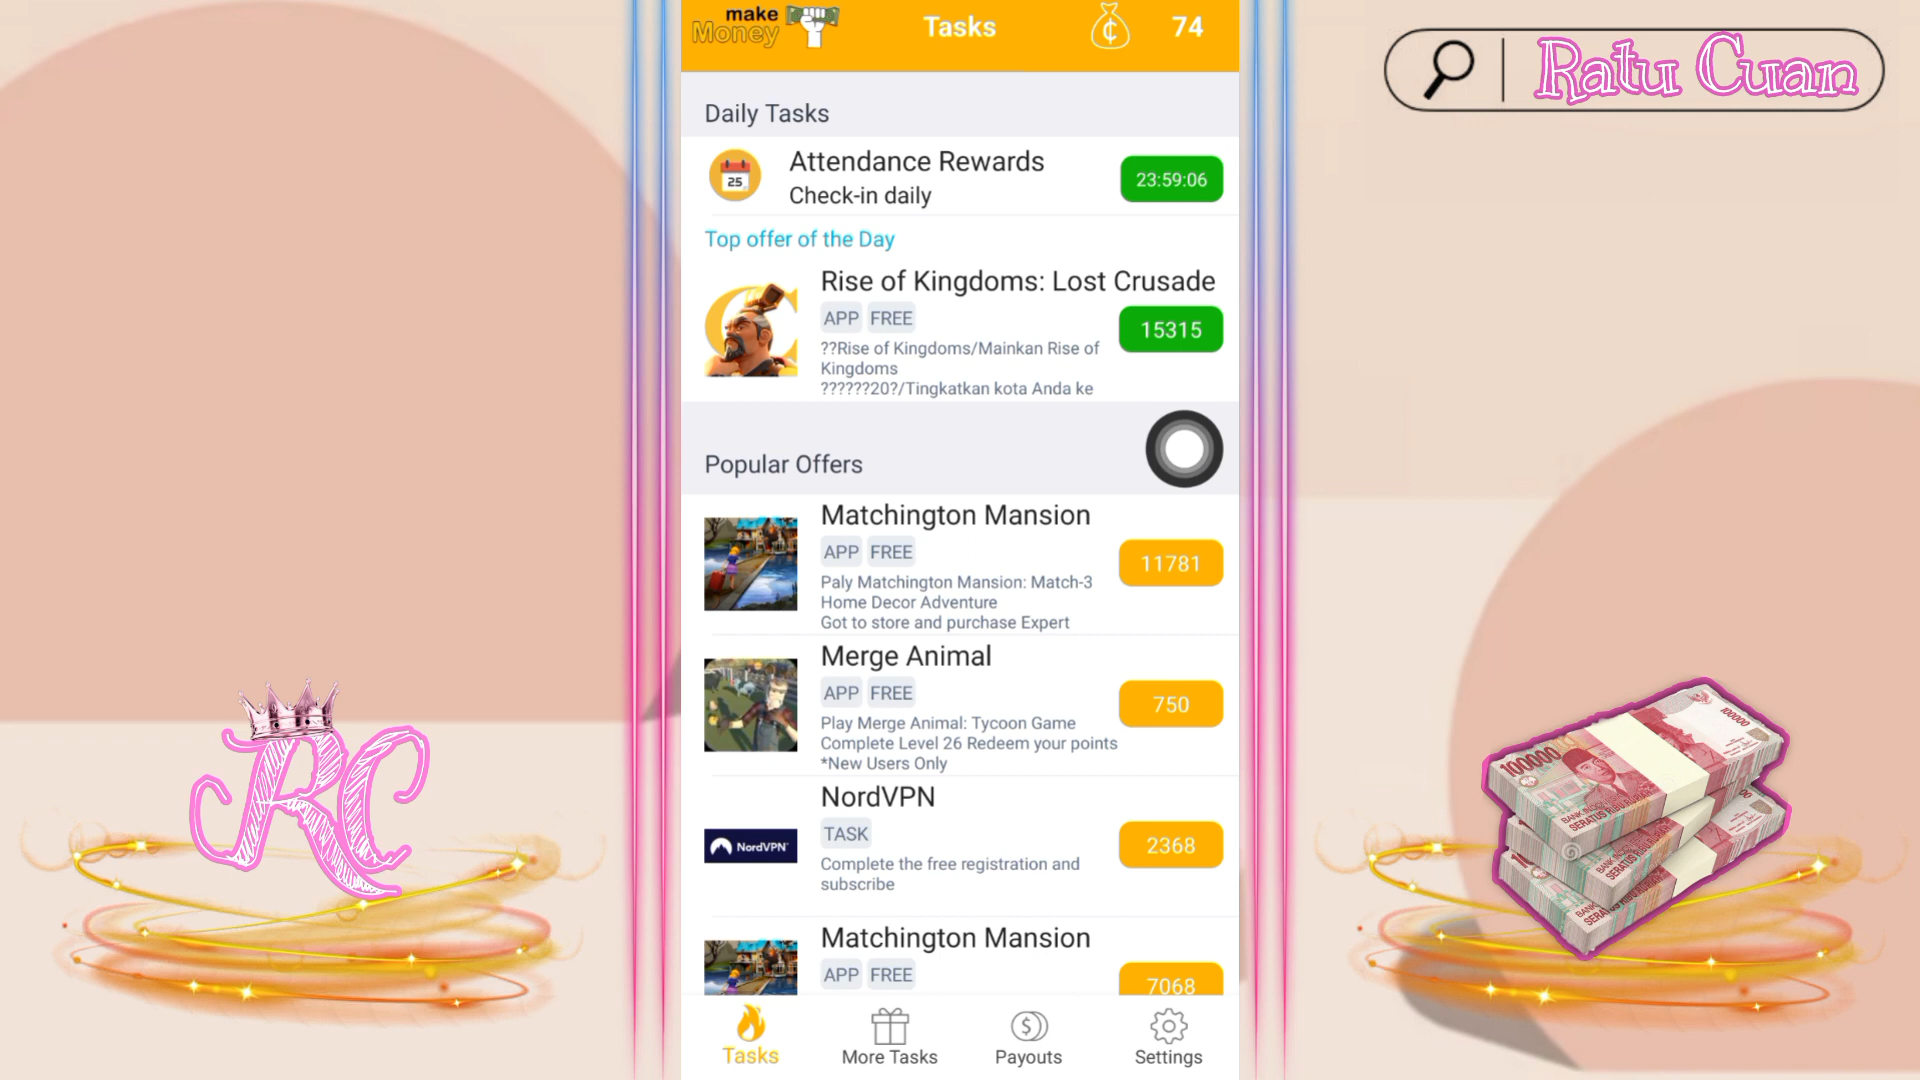 make
Money
Tasks
74
Ratu Cuan
Daily Tasks
25
Attendance Rewards
Check-in daily
23:59:06
Top offer of the Day
Rise of Kingdoms: Lost Crusade
APP FREE
15315
??Rise of Kingdoms/Mainkan Rise of
Kingdoms
??????20?/Tingkatkan kota Anda ke
Popular Offers
Matchington Mansion
APP FREE
11781
Paly Matchington Mansion: Match-3
Home Decor Adventure
Got to store and purchase Expert
Merge Animal
APP FREE
750
Play Merge Animal: Tycoon Game
Complete Level 26 Redeem your points
*New Users Only
NordVPN
TASK
NordVPN
2368
Complete the free registration and
subscribe
Matchington Mansion
APP FREE
7068
Tasks
More Tasks
Payouts
Settings
RC
100000
100000